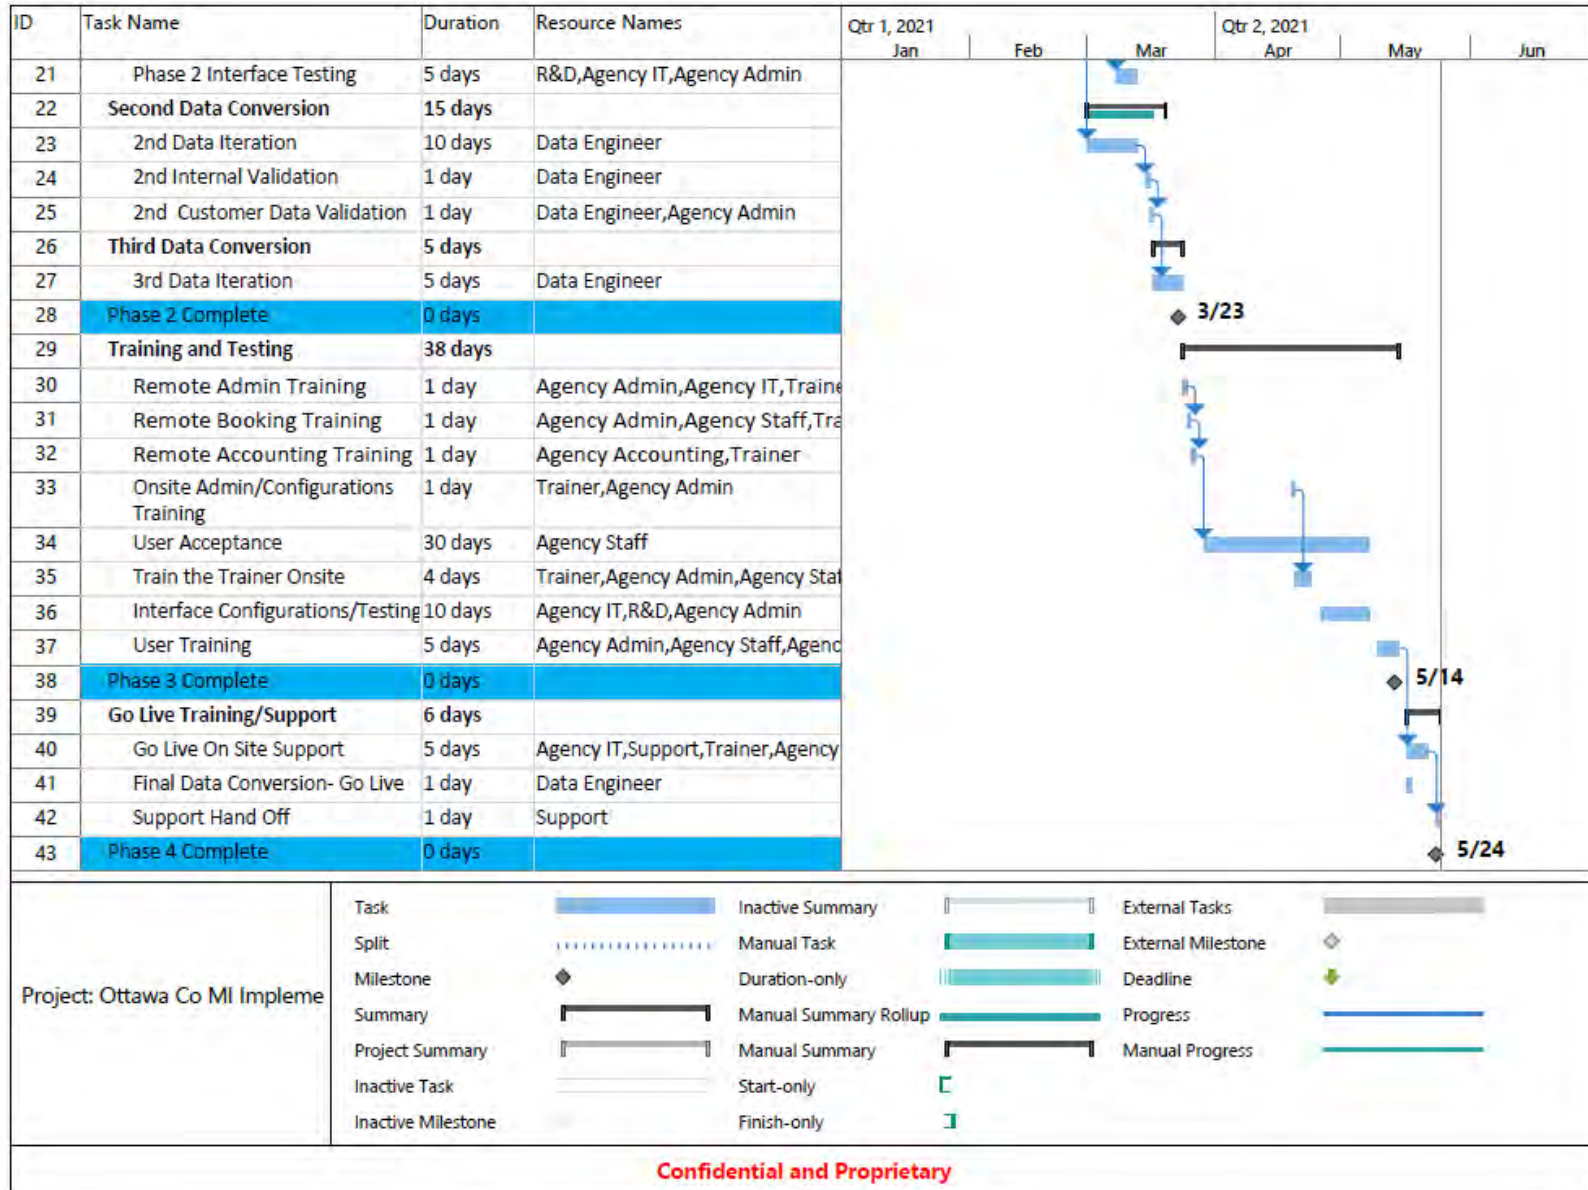 ID Task Name Duration Resource Names Qtr 1, 2021 Qtr 2, 2021
Jan Feb Mar Apr May Jun
21 Phase 2 Interface Testing 5 days R&D,Agency IT,Agency Admin
22 Second Data Conversion 15 days
23 2nd Data Iteration 10 days Data Engineer
24 2nd Internal Validation 1 day Data Engineer
25 2nd Customer Data Validation 1 day Data Engineer,Agency Admin
26 Third Data Conversion 5 days
27 3rd Data Iteration 5 days Data Engineer
28 Phase 2 Complete 0 days 3/23
29 Training and Testing 38 days
30 Remote Admin Training 1 day Agency Admin,Agency IT,Traine
31 Remote Booking Training 1 day Agency Admin,Agency Staff,Tra
32 Remote Accounting Training 1 day Agency Accounting,Trainer
33 Onsite Admin/Configurations 1 day Trainer,Agency Admin
Training
34 User Acceptance 30 days Agency Staff
35 Train the Trainer Onsite 4 days Trainer,Agency Admin,Agency Staf
36 Interface Configurations/Testing 10 days Agency IT,R&D,Agency Admin
37 User Training 5 days Agency Admin,Agency Staff,Agenc
38 Phase 3 Complete 0 days 5/14
39 Go Live Training/Support 6 days
40 Go Live On Site Support 5 days Agency IT,Support,Trainer,Agency
41 Final Data Conversion- Go Live 1 day Data Engineer
42 Support Hand Off 1 day Support
43 Phase 4 Complete 0 days 5/24
Project: Ottawa Co MI Impleme
Task Inactive Summary External Tasks
Split Manual Task External Milestone
Milestone Duration-only Deadline
Summary Manual Summary Rollup Progress
Project Summary Manual Summary Manual Progress
Inactive Task Start-only
Inactive Milestone Finish-only
Confidential and Proprietary